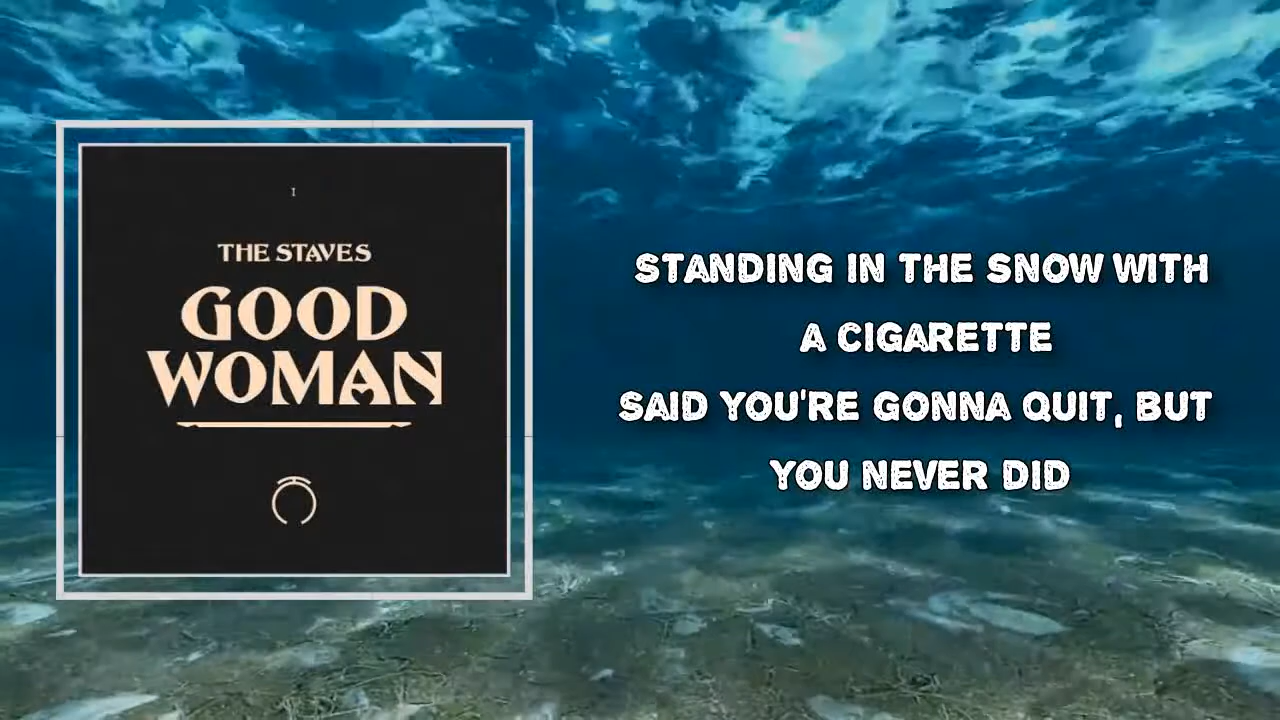 I
THE STAVES
GOOD
WOMAN
STANDING IN THE SNOW WITH
A CIGARETTE
SAID YOU'RE GONNA QUIT, BUT
YOU NEVER DID